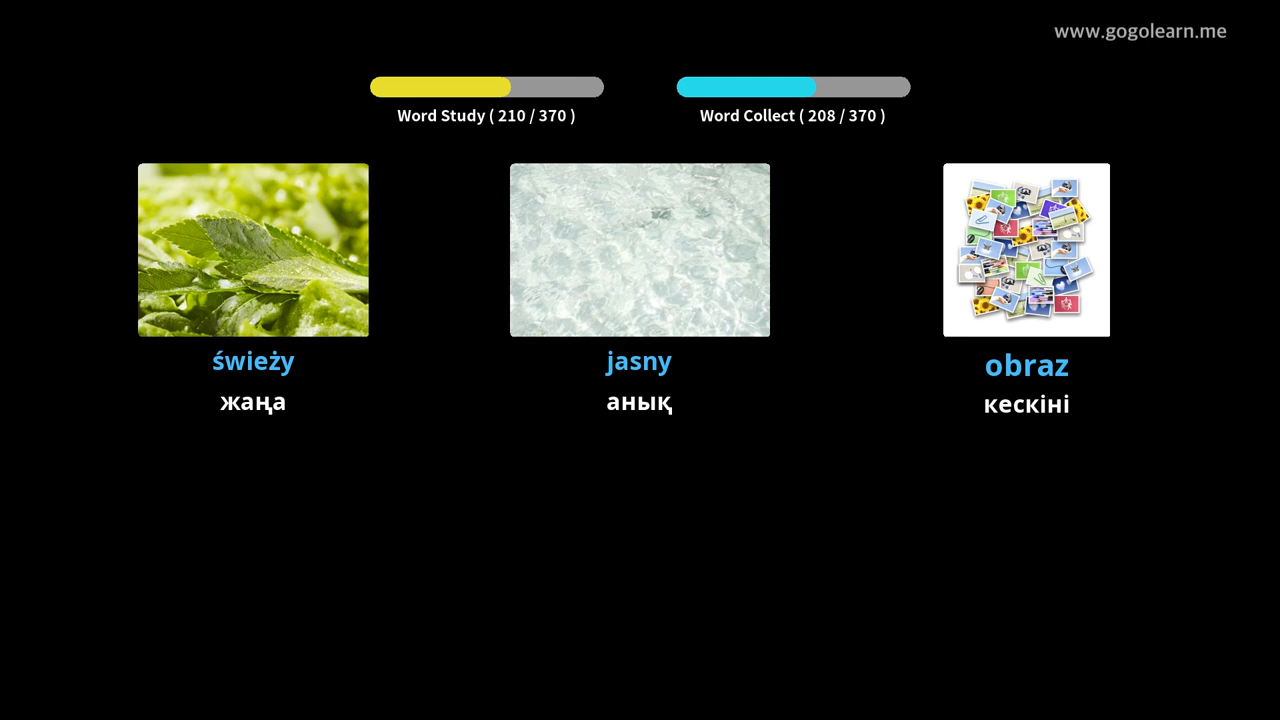 www.gogolearn.me
Word Study ( 210 / 370 )
Word Collect ( 208 / 370 )
świeży
жаңа
jasny
анық
obraz
кескіні